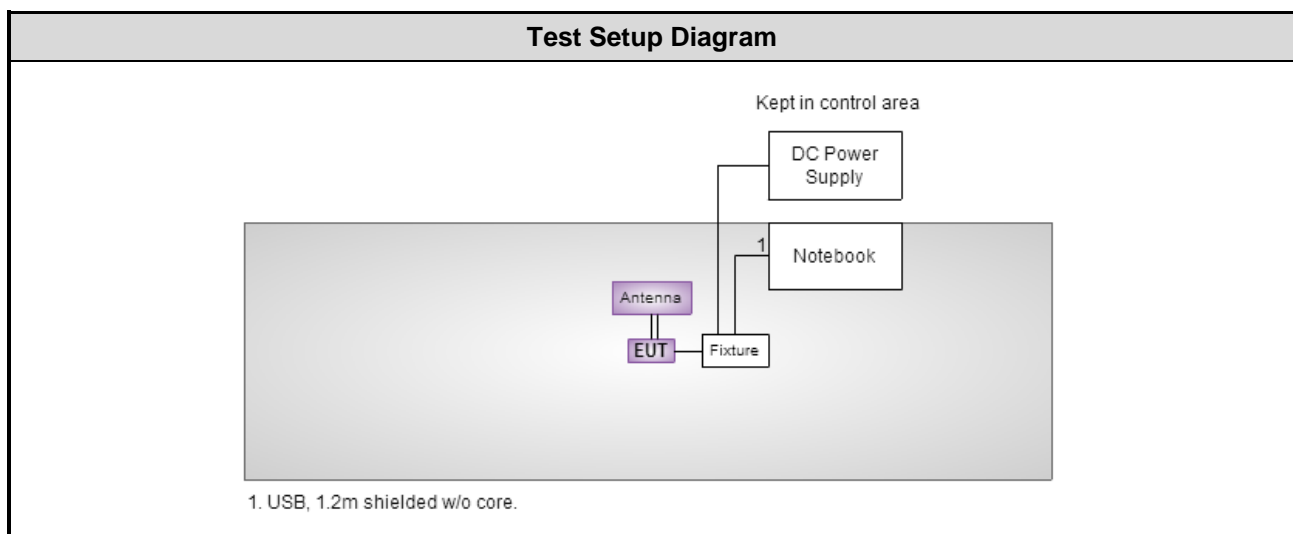 Test Setup Diagram
Kept in control area
DC Power
Supply
1
Notebook
Antenna
EUT
Fixture
1. USB, 1.2m shielded w/o core.